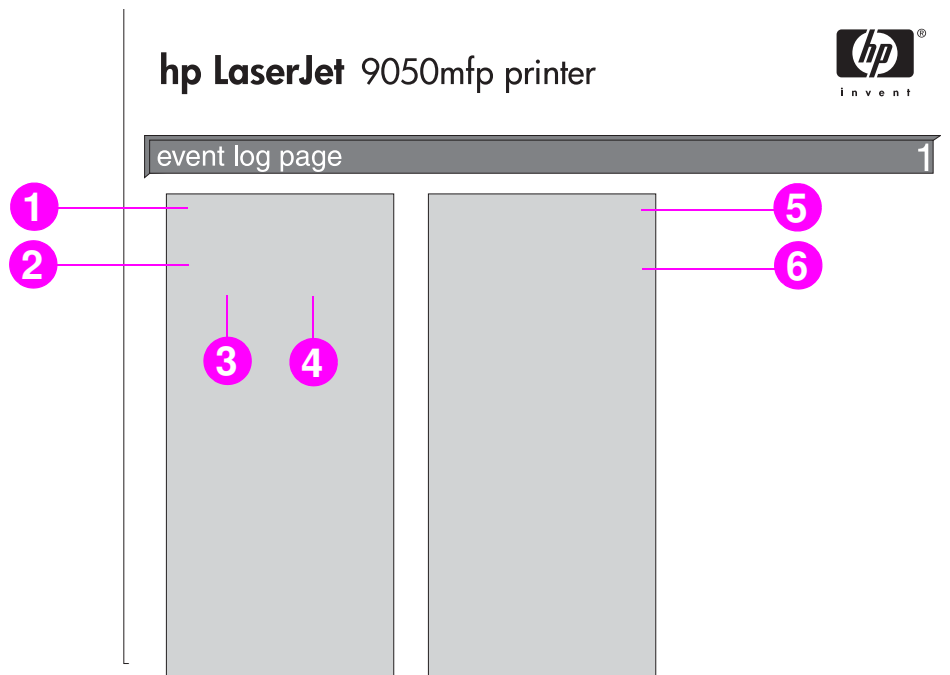 hp LaserJet 9050mfp printer
hp ®
invent
event log page 1
1
2
3 4
5
6